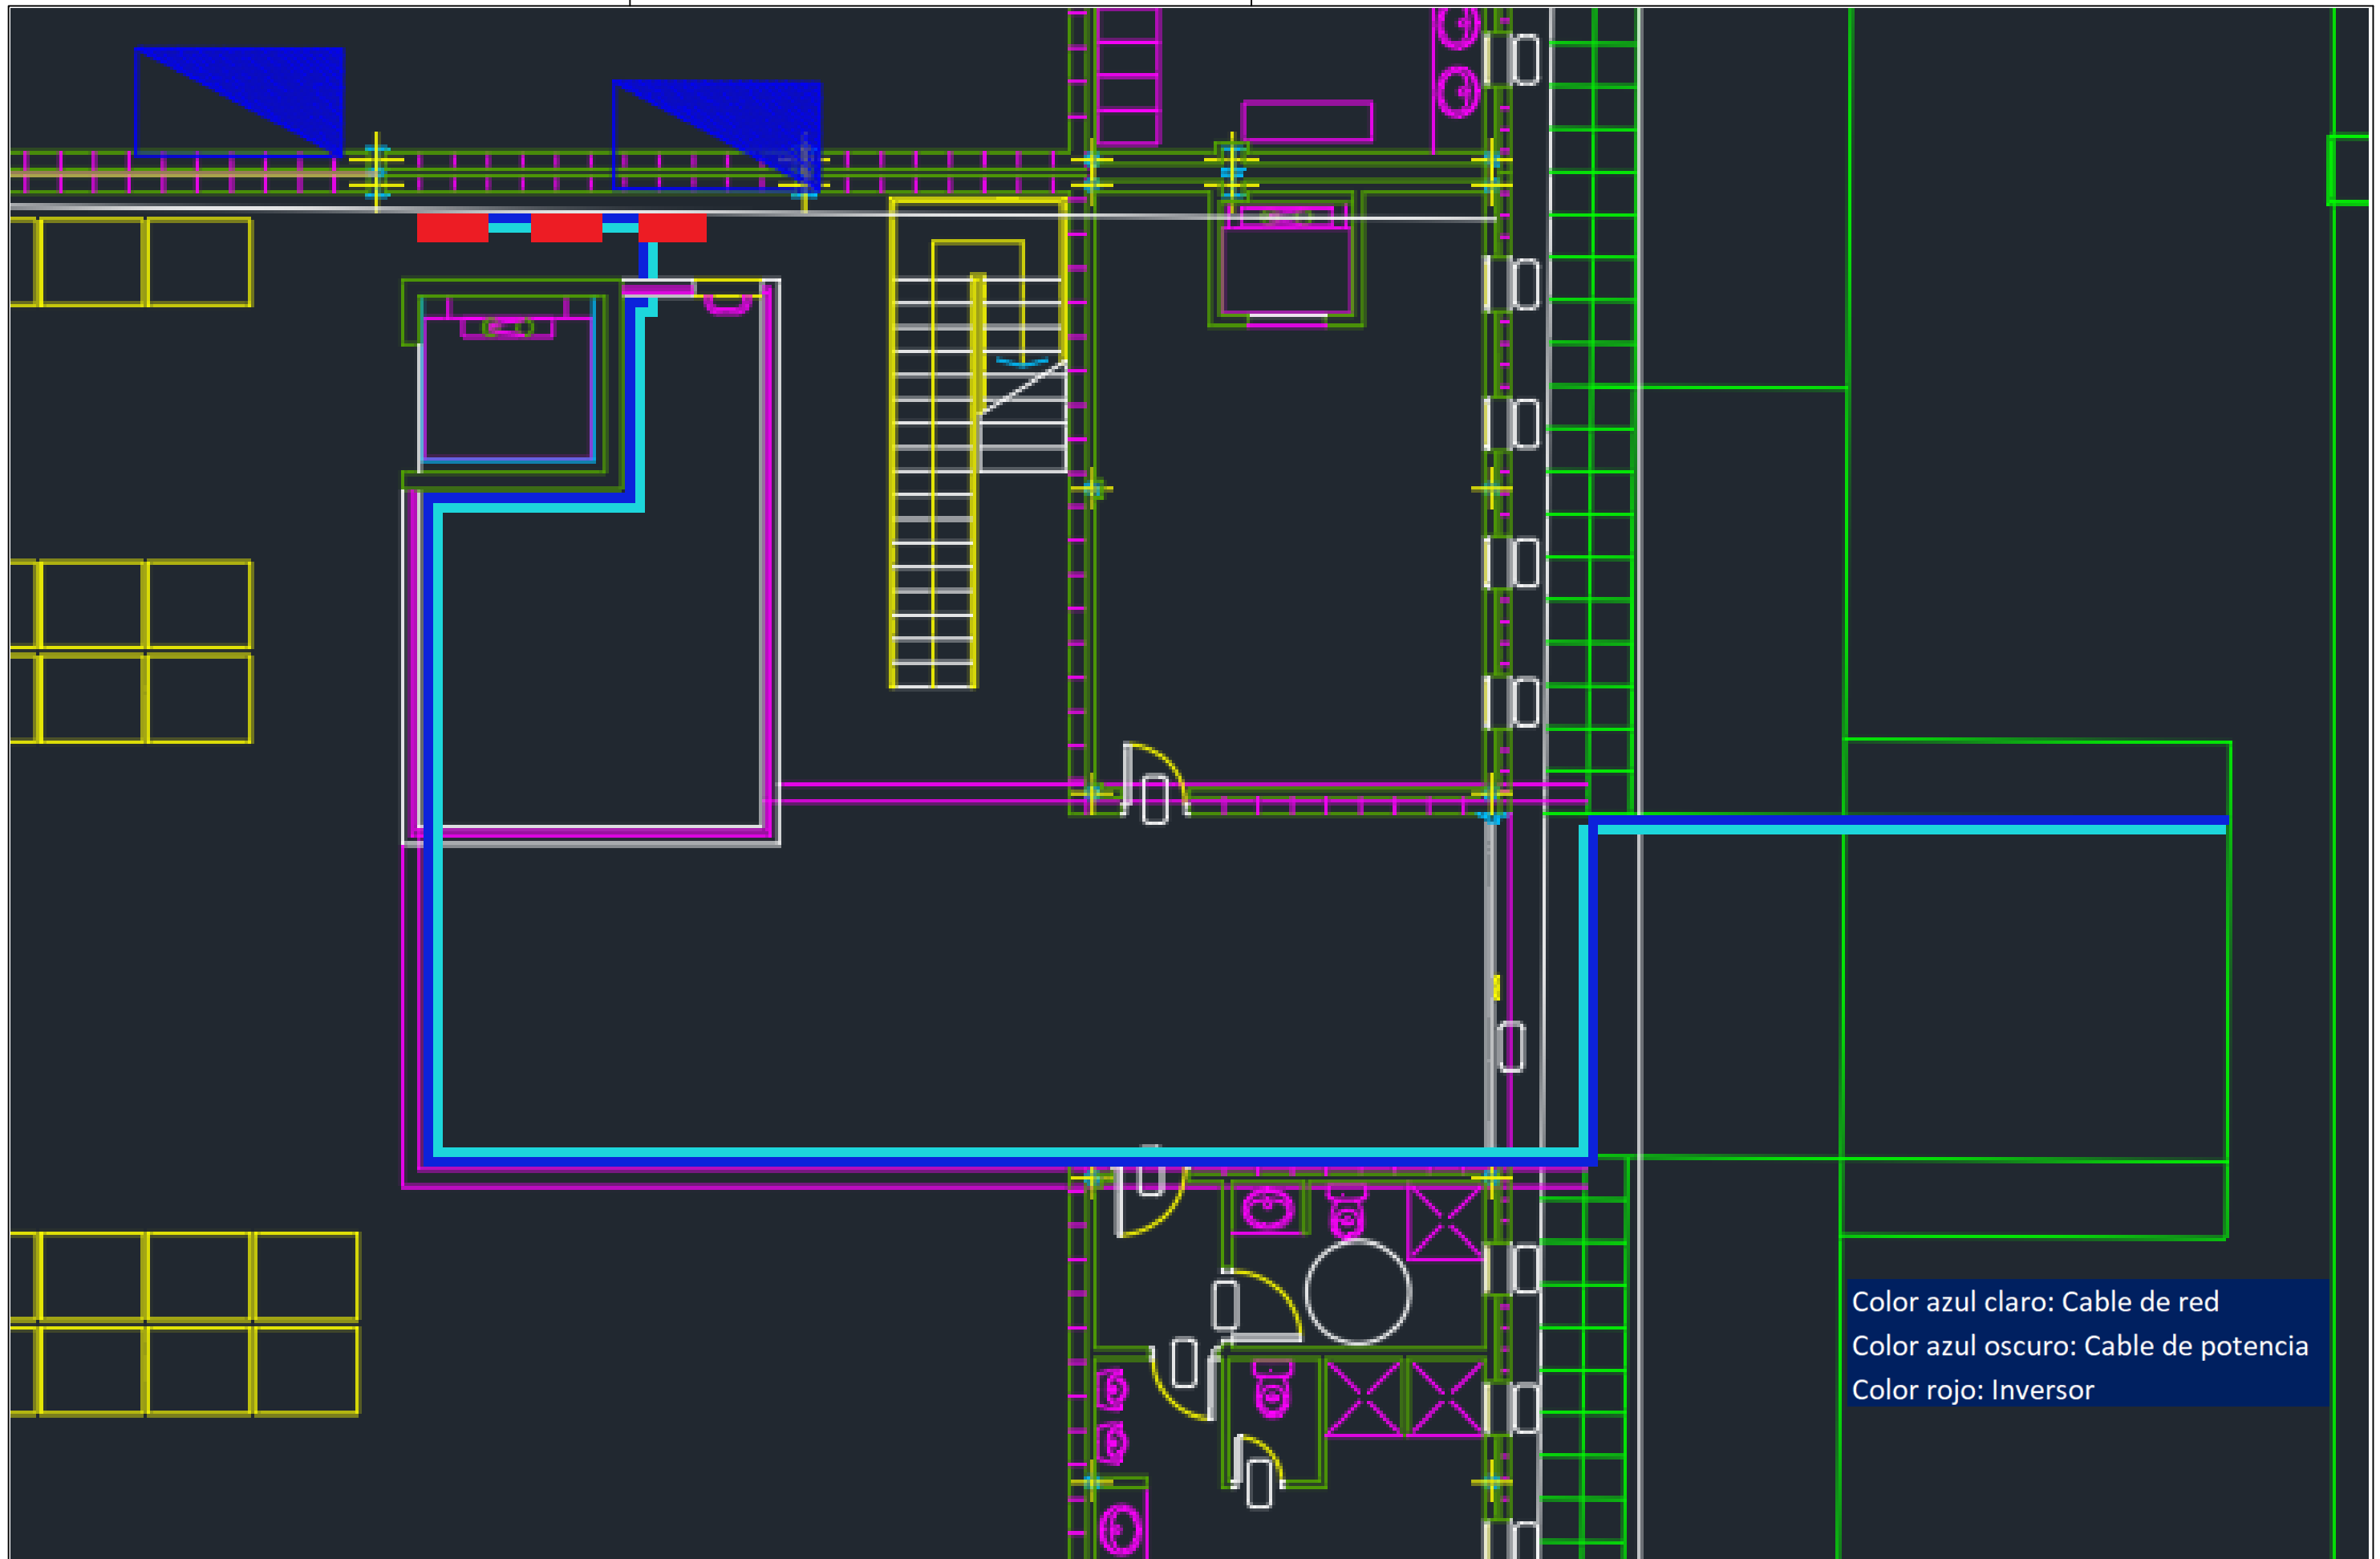 Color azul claro: Cable de red
Color azul oscuro: Cable de potencia
Color rojo: Inversor